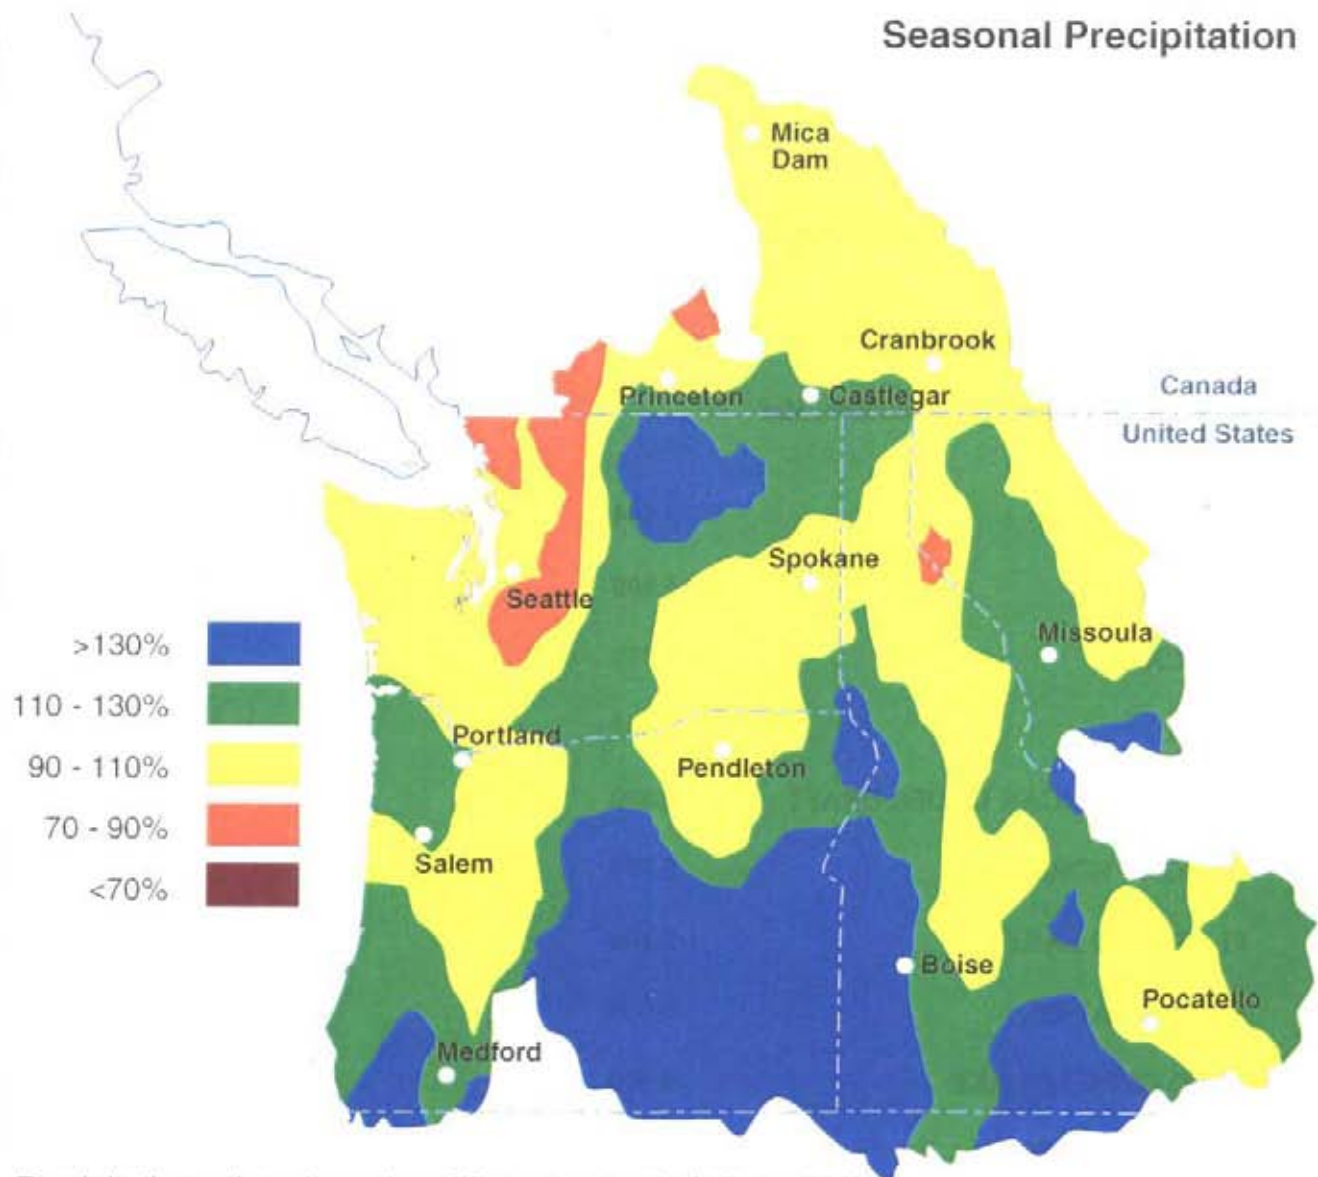 Seasonal Precipitation
Mica
Dam
Cranbrook
Canada
Princeton
Castlegar
United States
Spokane
Seattle
>130%
Missoula
110 - 130%
Portland
90 - 110%
Pendleton
70 - 90%
Salem
<70%
Boise
Pocatello
Medford